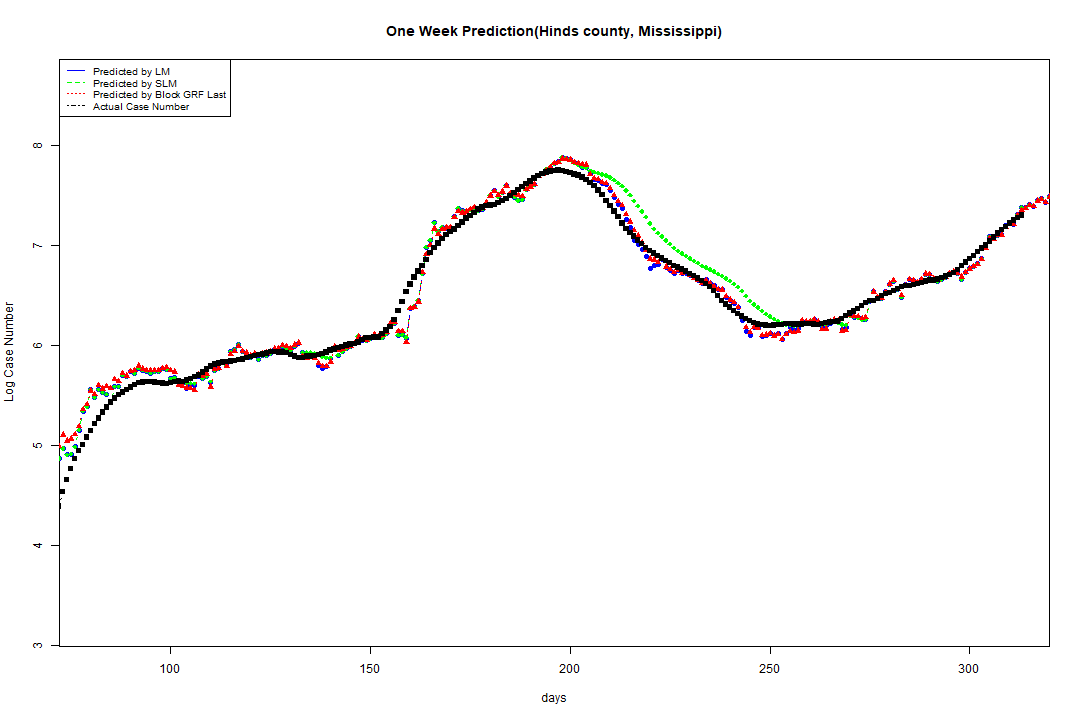 One Week Prediction(Hinds county, Mississippi)
Predicted by LM
Predicted by SLM
Predicted by Block GRF Last
Actual Case Number
8
7
6
5
4
3
Log Case Number
100 150 200 250 300
days